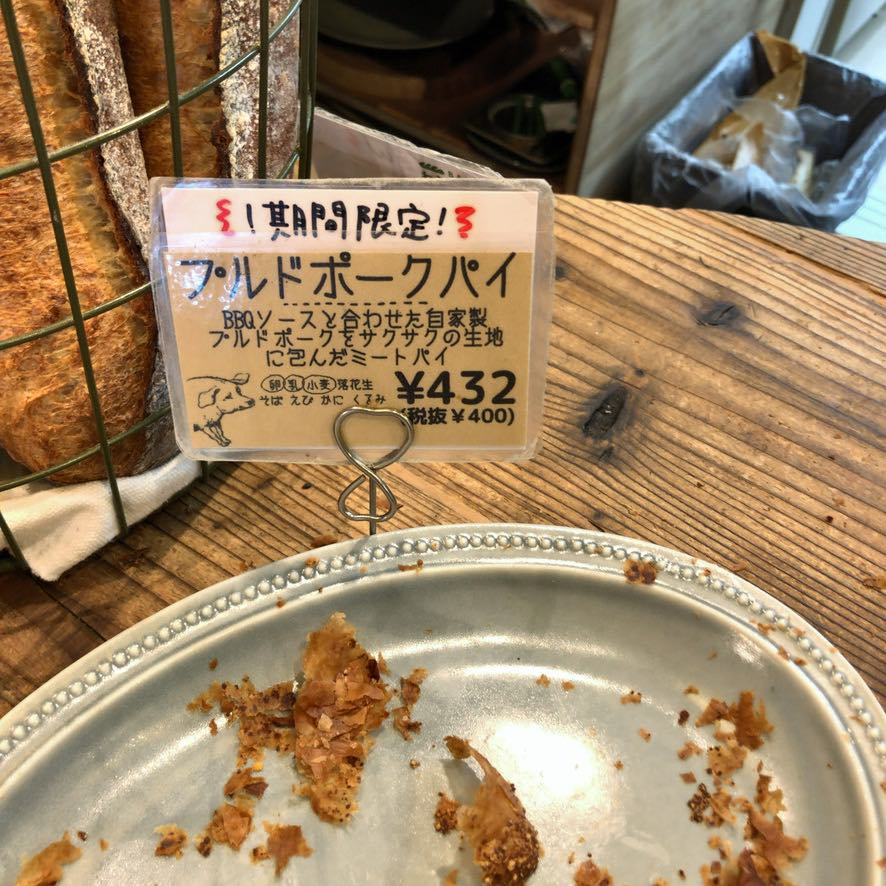 ！期間限定！
プルドポークパイ
BBQソースと合わせた自家製
プルドポークをサクサクの生地
に包んだミートパイ
卵 乳 小麦 落花生
そば えび かに くるみ
¥432
(税抜¥400)